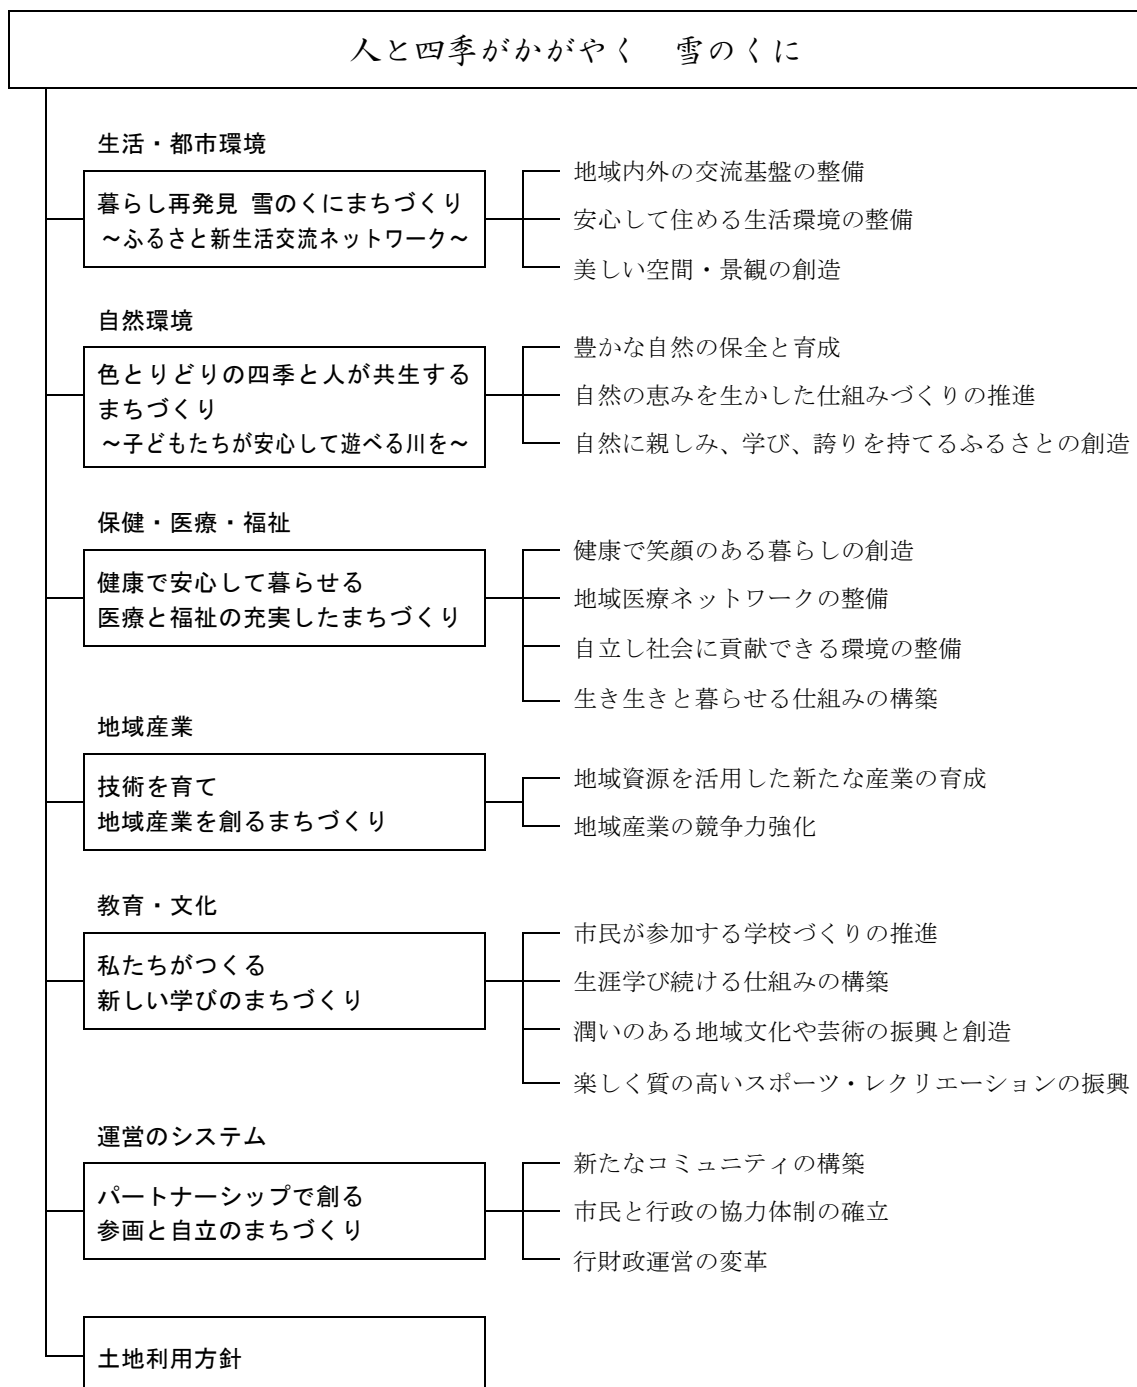 人と四季がかがやく　雪のくに
生活・都市環境
暮らし再発見 雪のくにまちづくり
～ふるさと新生活交流ネットワーク～
地域内外の交流基盤の整備
安心して住める生活環境の整備
美しい空間・景観の創造
自然環境
色とりどりの四季と人が共生する
まちづくり
～子どもたちが安心して遊べる川を～
豊かな自然の保全と育成
自然の恵みを生かした仕組みづくりの推進
自然に親しみ、学び、誇りを持てるふるさとの創造
保健・医療・福祉
健康で安心して暮らせる
医療と福祉の充実したまちづくり
健康で笑顔のある暮らしの創造
地域医療ネットワークの整備
自立し社会に貢献できる環境の整備
生き生きと暮らせる仕組みの構築
地域産業
技術を育て
地域産業を創るまちづくり
地域資源を活用した新たな産業の育成
地域産業の競争力強化
教育・文化
私たちがつくる
新しい学びのまちづくり
市民が参加する学校づくりの推進
生涯学び続ける仕組みの構築
潤いのある地域文化や芸術の振興と創造
楽しく質の高いスポーツ・レクリエーションの振興
運営のシステム
パートナーシップで創る
参画と自立のまちづくり
新たなコミュニティの構築
市民と行政の協力体制の確立
行財政運営の変革
土地利用方針